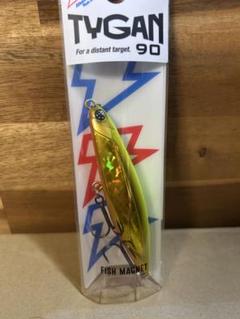 TYGAN
For a distant target. 90
FISH MAGNET